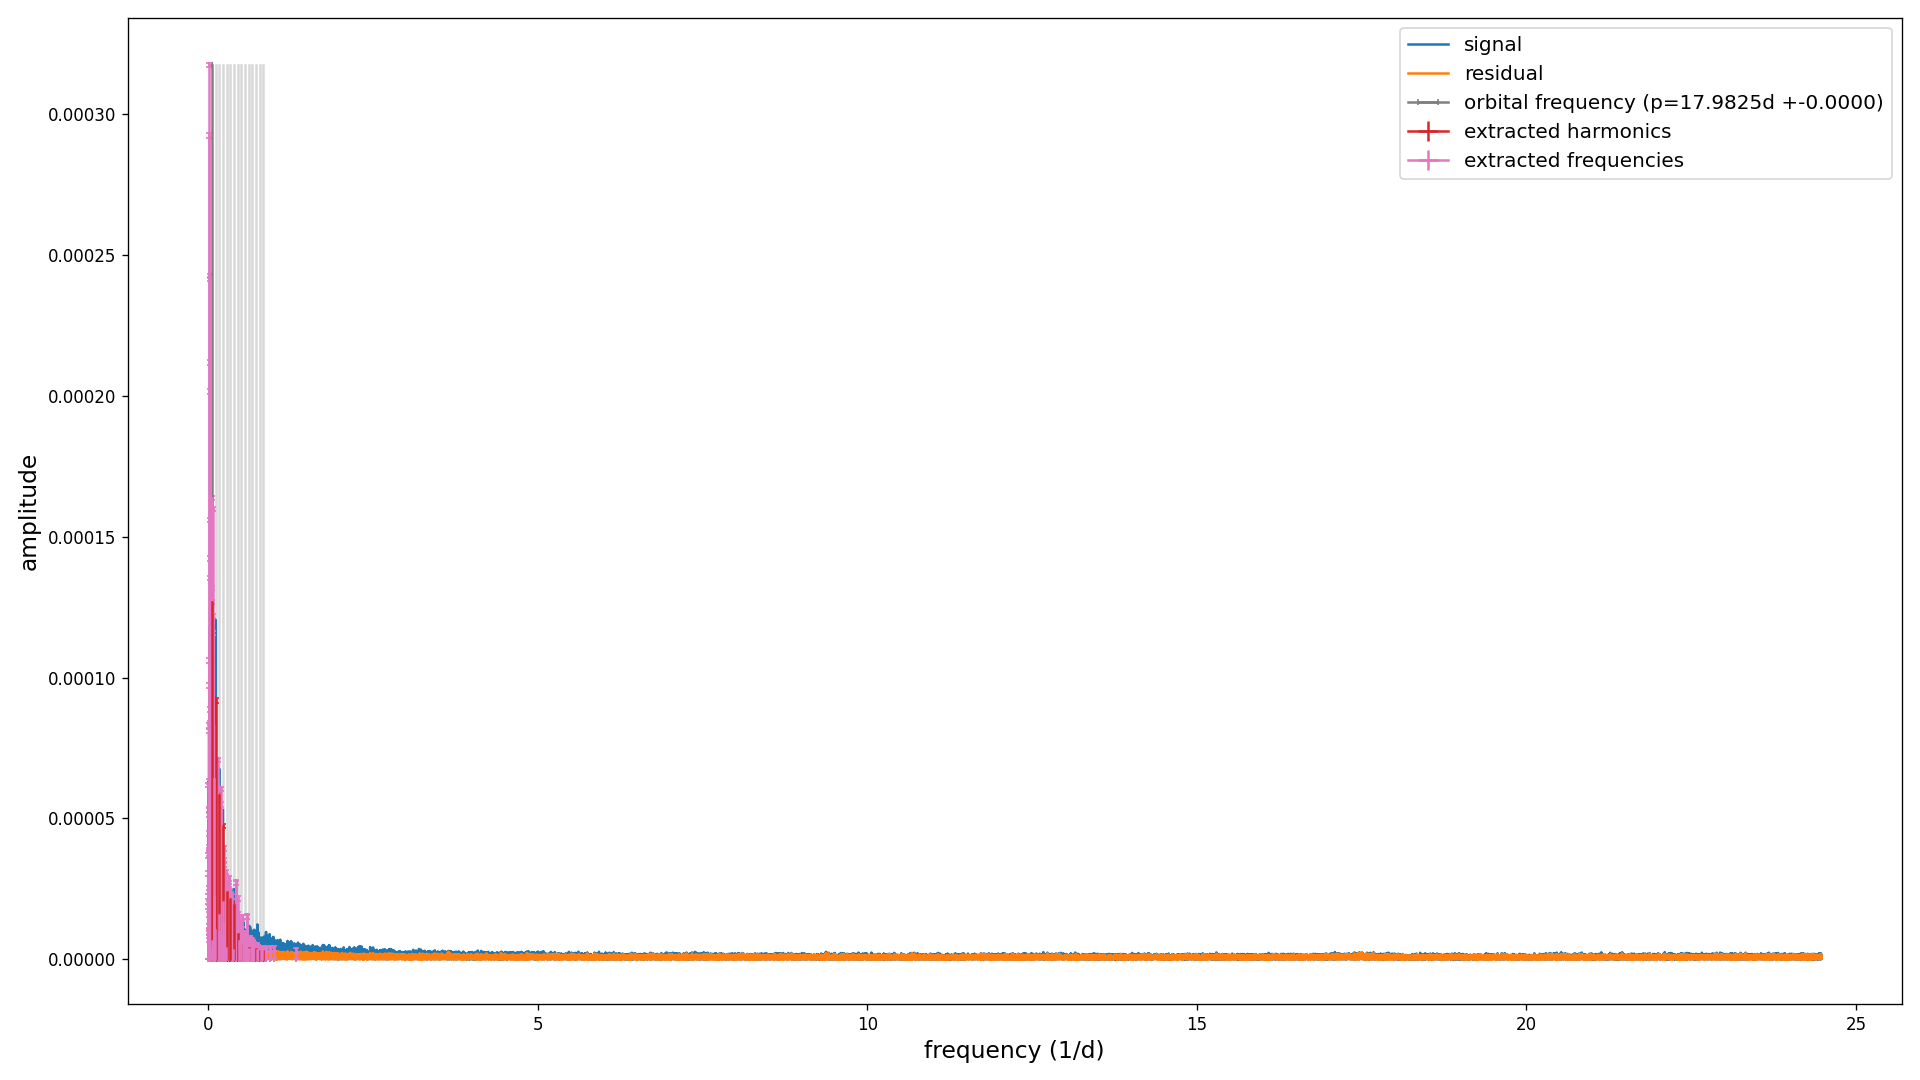 signal
residual
orbital frequency (p=17.9825d +-0.0000)
extracted harmonics
extracted frequencies
0.00030
0.00025
0.00020
0.00015
0.00010
0.00005
0.00000
amplitude
0 5 10 15 20 25
frequency (1/d)